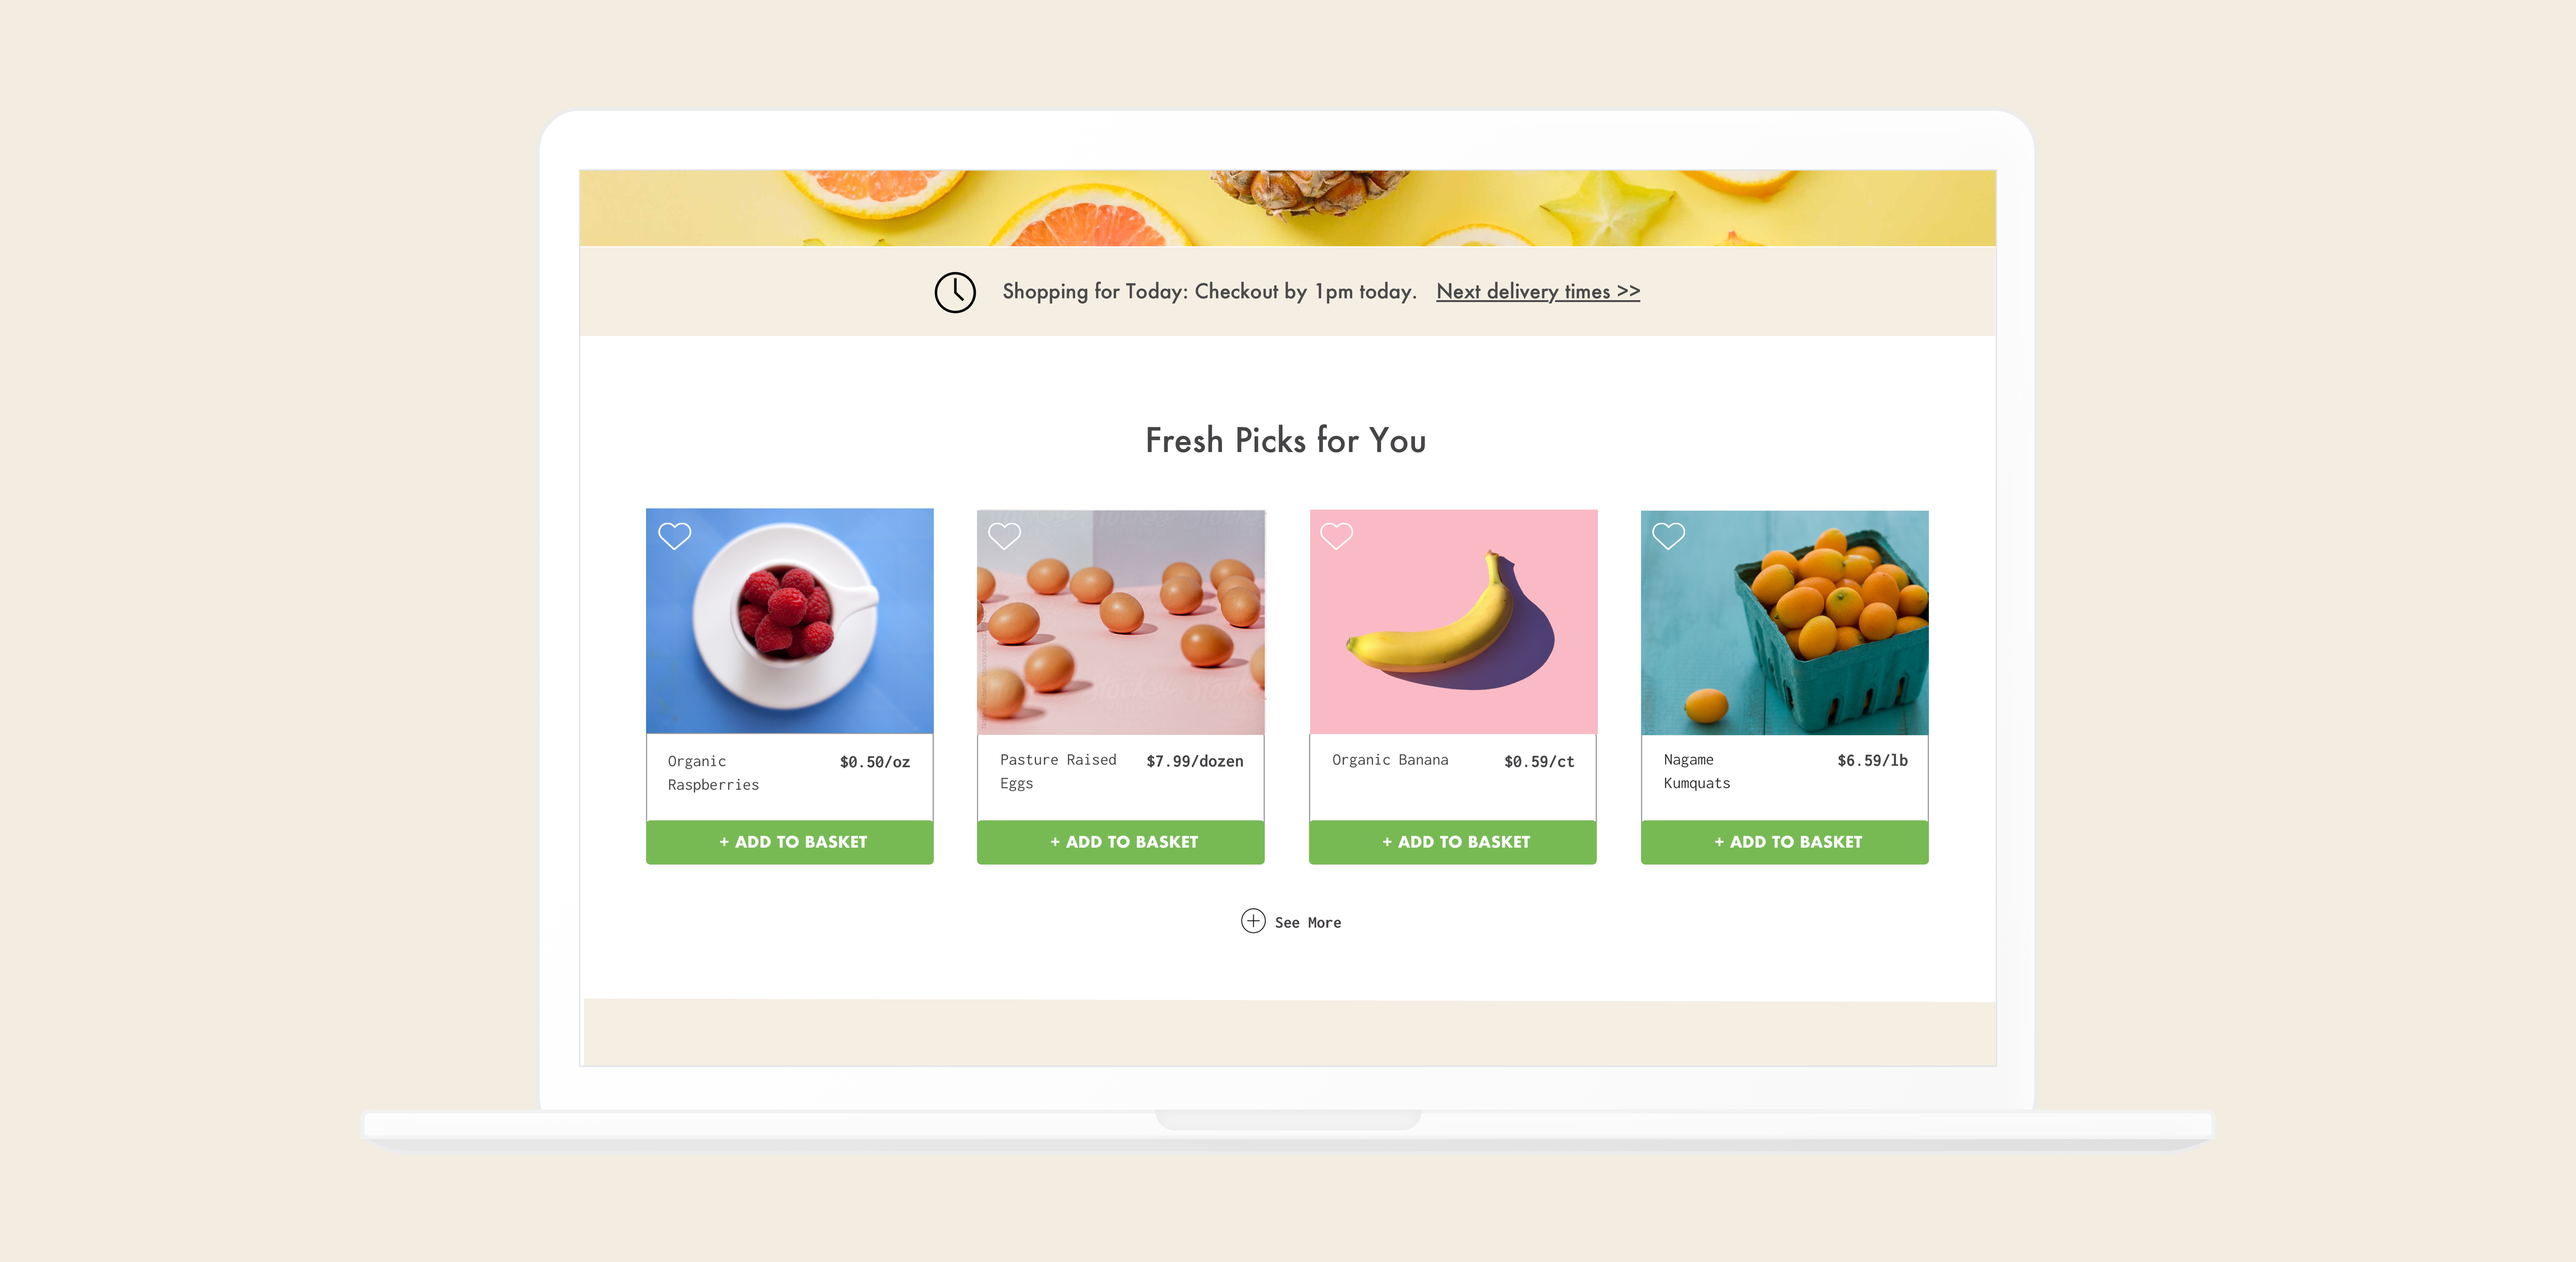 Shopping for Today: Checkout by 1pm today. Next delivery times >>
Fresh Picks for You
Organic
Raspberries
$0.50/oz
Pasture Raised
Eggs
$7.99/dozen
Organic Banana
$0.59/ct
Nagame
Kumquats
$6.59/lb
+ ADD TO BASKET
+ ADD TO BASKET
+ ADD TO BASKET
+ ADD TO BASKET
See More